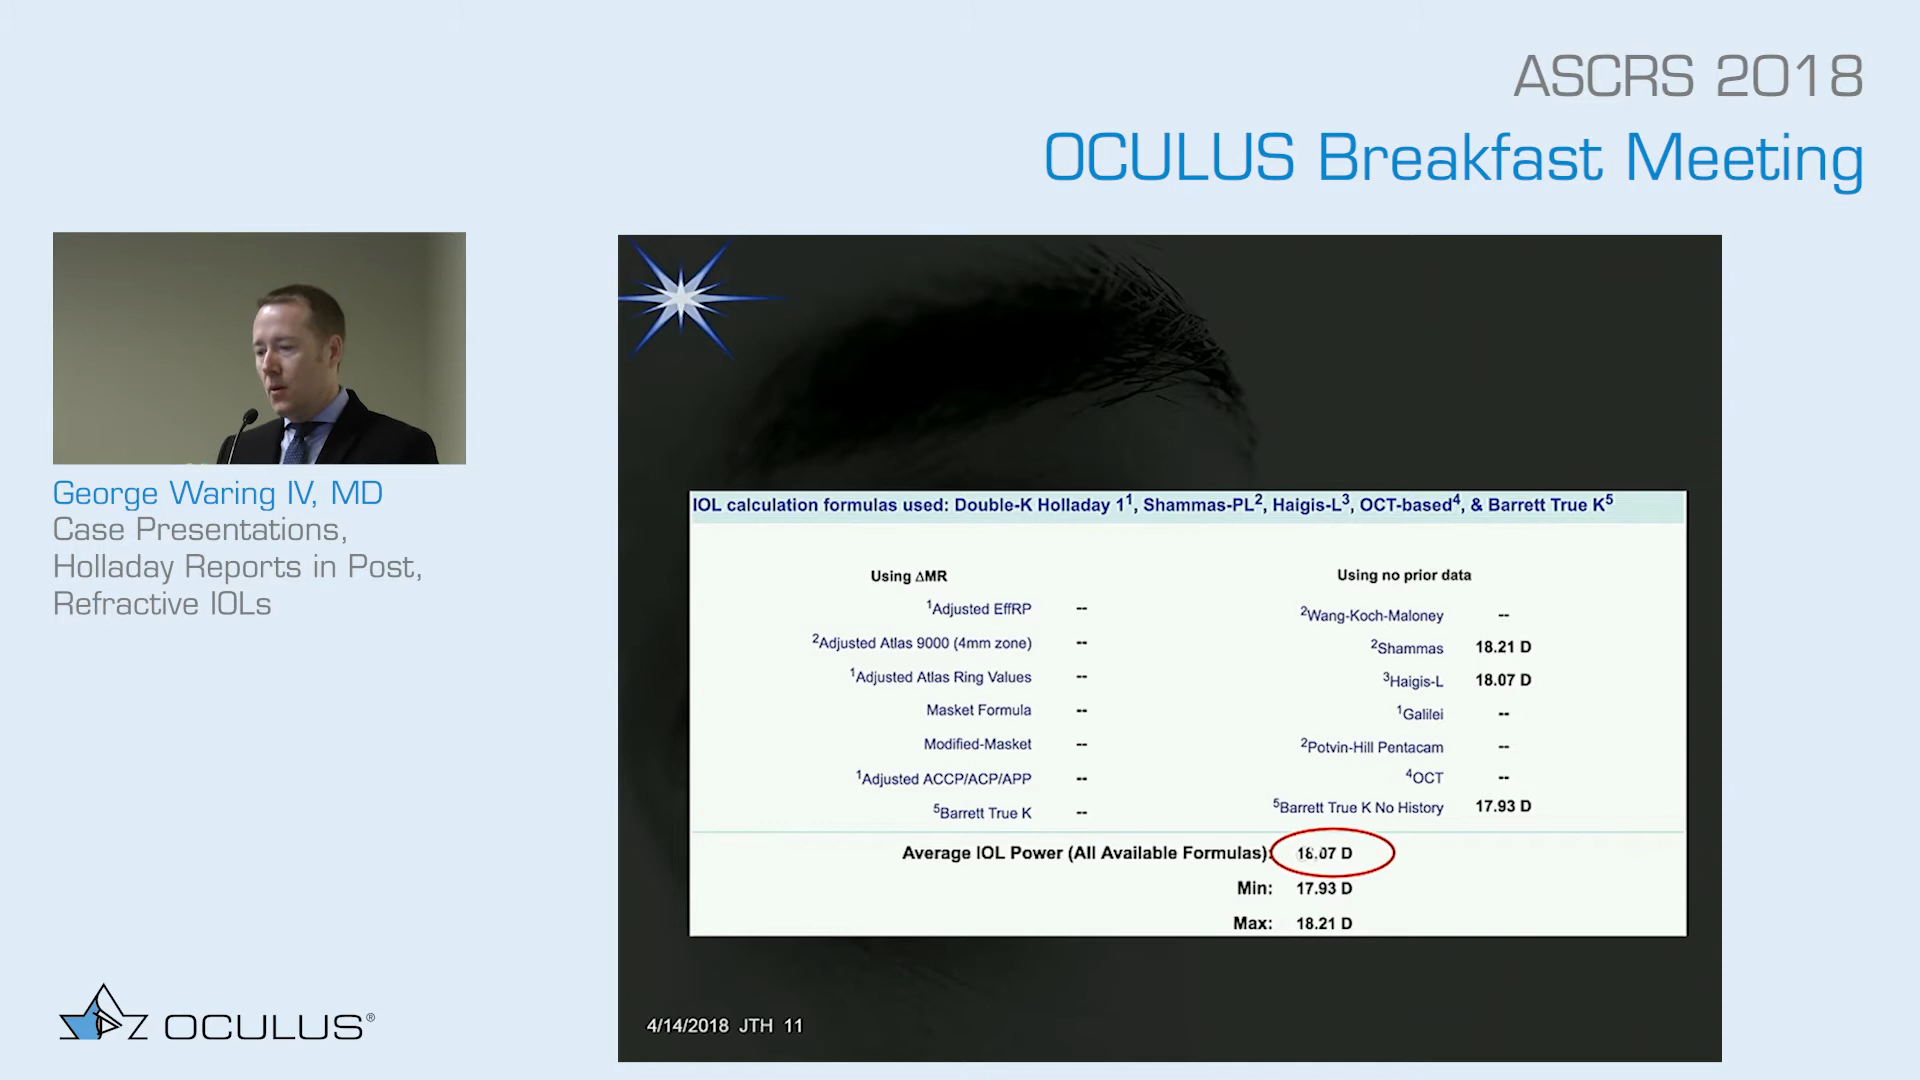 ASCRS 2018
OCULUS Breakfast Meeting
George Waring IV, MD
Case Presentations,
Holladay Reports in Post,
Refractive IOLs
IOL calculation formulas used: Double-K Holladay 1¹, Shammas-PL², Haigis-L³, OCT-based⁴, & Barrett True K⁵
Using ∆MR
¹Adjusted EffRP --
²Adjusted Atlas 9000 (4mm zone) --
¹Adjusted Atlas Ring Values --
Masket Formula --
Modified-Masket --
¹Adjusted ACCP/ACP/APP --
⁵Barrett True K --
Using no prior data
²Wang-Koch-Maloney --
²Shammas 18.21 D
³Haigis-L 18.07 D
¹Galilei --
²Potvin-Hill Pentacam --
⁴OCT --
⁵Barrett True K No History 17.93 D
Average IOL Power (All Available Formulas): 18.07 D
Min: 17.93 D
Max: 18.21 D
4/14/2018 JTH 11
OCULUS®